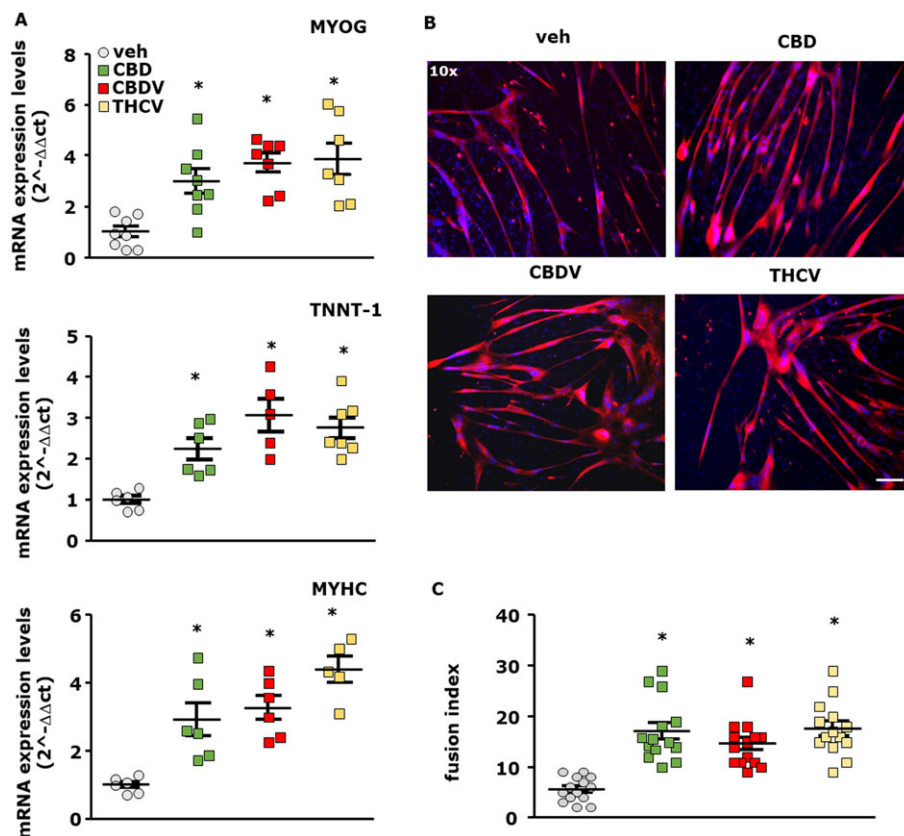 A
MYOG
veh
CBD
CBDV
THCV
mRNA expression levels
(2^-ΔΔct)
8
6
4
2
0
*
*
*
TNNT-1
mRNA expression levels
(2^-ΔΔct)
5
4
3
2
1
0
*
*
*
MYHC
mRNA expression levels
(2^-ΔΔct)
6
4
2
0
*
*
*
B
veh
CBD
10x
CBDV
THCV
C
fusion index
40
30
20
10
0
*
*
*